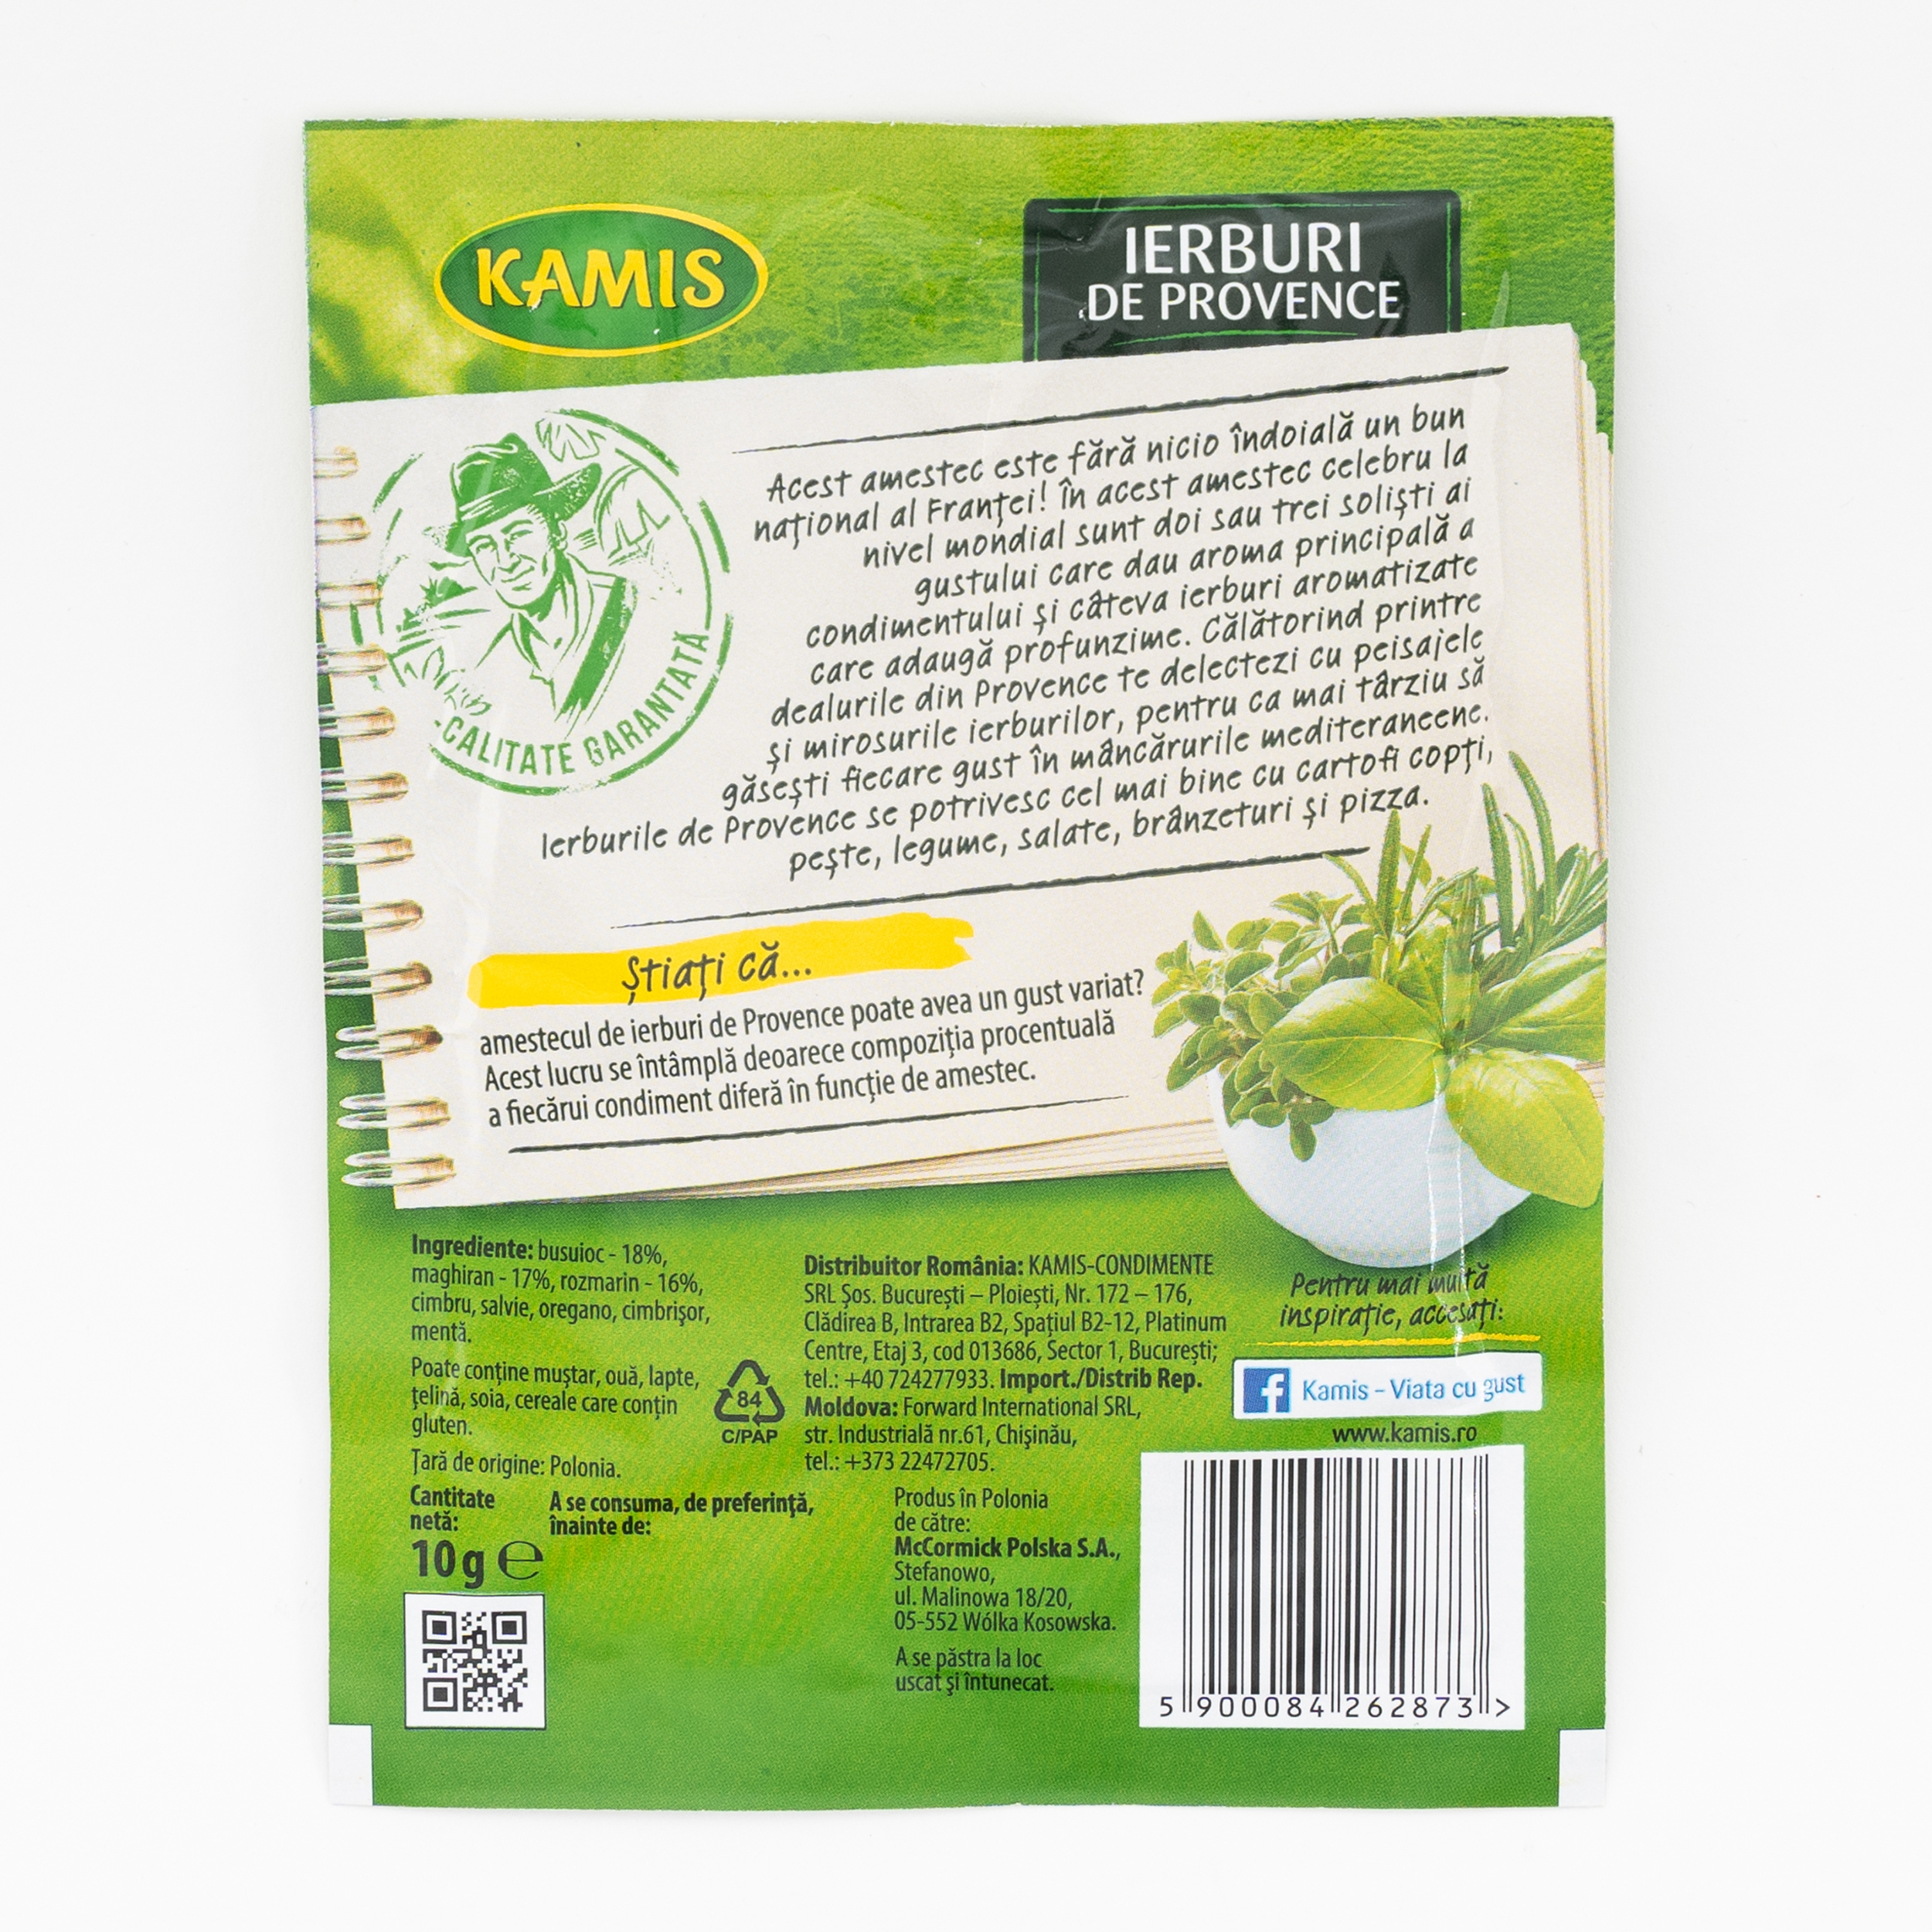 KAMIS
IERBURI
DE PROVENCE
Acest amestec este fără nicio îndoială un bun
național al Franței! În acest amestec celebru la
nivel mondial sunt doi sau trei soliști ai
gustului care dau aroma principală a
condimentului și câteva ierburi aromatizate
care adaugă profunzime. Călătorind printre
dealurile din Provence te delectezi cu peisajele
și mirosurile ierburilor, pentru ca mai târziu să
găsești fiecare gust în mâncărurile mediteraneene.
Ierburile de Provence se potrivesc cel mai bine cu cartofi copți,
pește, legume, salate, brânzeturi și pizza.
CALITATE GARANTATĂ
Știați că...
amestecul de ierburi de Provence poate avea un gust variat?
Acest lucru se întâmplă deoarece compoziția procentuală
a fiecărui condiment diferă în funcție de amestec.
Ingrediente: busuioc - 18%,
maghiran - 17%, rozmarin - 16%,
cimbru, salvie, oregano, cimbrișor,
mentă.
Poate conține muștar, ouă, lapte,
țelină, soia, cereale care conțin
gluten.
Țară de origine: Polonia.
84
C/PAP
Cantitate
netă:
10 g ℮
A se consuma, de preferință,
înainte de:
Distribuitor România: KAMIS-CONDIMENTE
SRL Șos. București – Ploiești, Nr. 172 – 176,
Clădirea B, Intrarea B2, Spațiul B2-12, Platinum
Centre, Etaj 3, cod 013686, Sector 1, București;
tel.: +40 724277933. Import./Distrib Rep.
Moldova: Forward International SRL,
str. Industrială nr.61, Chișinău,
tel.: +373 22472705.
Produs în Polonia
de către:
McCormick Polska S.A.,
Stefanowo,
ul. Malinowa 18/20,
05-552 Wólka Kosowska.
A se păstra la loc
uscat și întunecat.
Pentru mai multă
inspirație, accesați:
f Kamis – Viata cu gust
www.kamis.ro
5 900084 262873 >